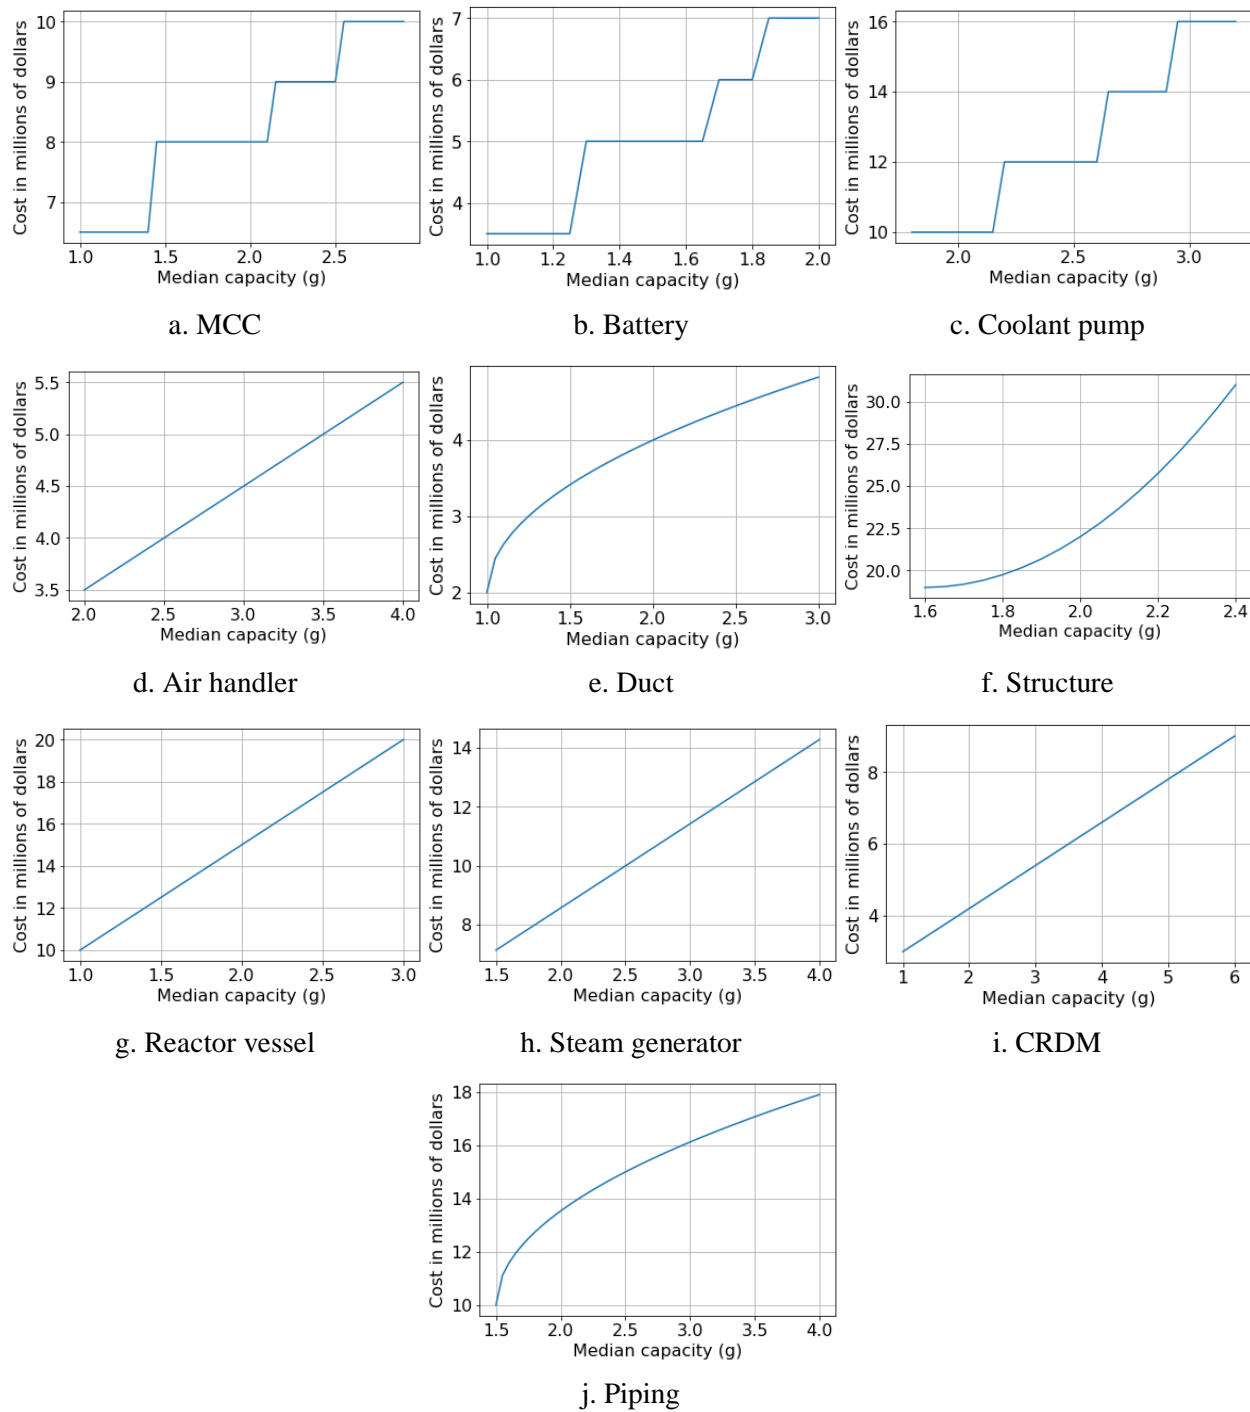 10
9
8
7
1.0 1.5 2.0 2.5
Cost in millions of dollars
Median capacity (g)
a. MCC
7
6
5
4
1.0 1.2 1.4 1.6 1.8 2.0
Cost in millions of dollars
Median capacity (g)
b. Battery
16
14
12
10
2.0 2.5 3.0
Cost in millions of dollars
Median capacity (g)
c. Coolant pump
5.5
5.0
4.5
4.0
3.5
2.0 2.5 3.0 3.5 4.0
Cost in millions of dollars
Median capacity (g)
d. Air handler
4
3
2
1.0 1.5 2.0 2.5 3.0
Cost in millions of dollars
Median capacity (g)
e. Duct
30.0
27.5
25.0
22.5
20.0
1.6 1.8 2.0 2.2 2.4
Cost in millions of dollars
Median capacity (g)
f. Structure
20
18
16
14
12
10
1.0 1.5 2.0 2.5 3.0
Cost in millions of dollars
Median capacity (g)
g. Reactor vessel
14
12
10
8
1.5 2.0 2.5 3.0 3.5 4.0
Cost in millions of dollars
Median capacity (g)
h. Steam generator
8
6
4
1 2 3 4 5 6
Cost in millions of dollars
Median capacity (g)
i. CRDM
18
16
14
12
10
1.5 2.0 2.5 3.0 3.5 4.0
Cost in millions of dollars
Median capacity (g)
j. Piping